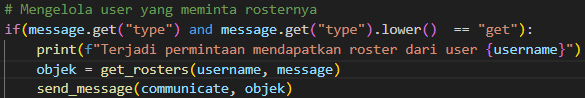 # Mengelola user yang meminta rosternya
if(message.get("type") and message.get("type").lower()  == "get"):
    print(f"Terjadi permintaan mendapatkan roster dari user {username}")
    objek = get_rosters(username, message)
    send_message(communicate, objek)